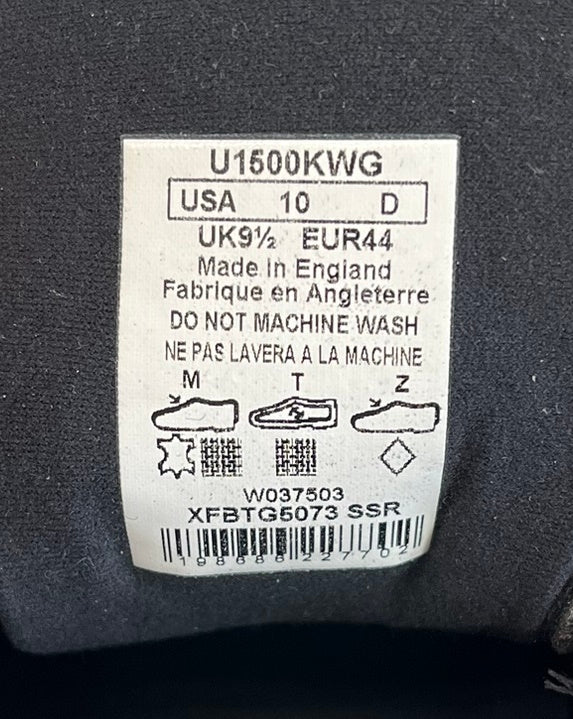 U1500KWG
USA 10 D
UK9½ EUR44
Made In England
Fabrique en Angleterre
DO NOT MACHINE WASH
NE PAS LAVERA A LA MACHINE
M T Z
W037503
XFBTG5073 SSR
198688227702